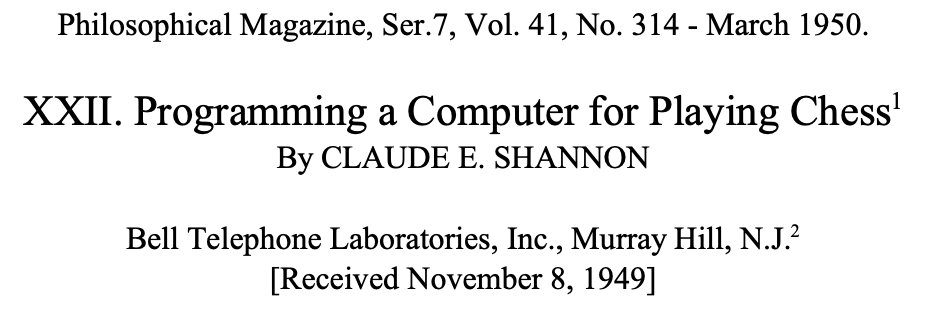 Philosophical Magazine, Ser.7, Vol. 41, No. 314 - March 1950.
XXII. Programming a Computer for Playing Chess¹
By CLAUDE E. SHANNON
Bell Telephone Laboratories, Inc., Murray Hill, N.J.²
[Received November 8, 1949]